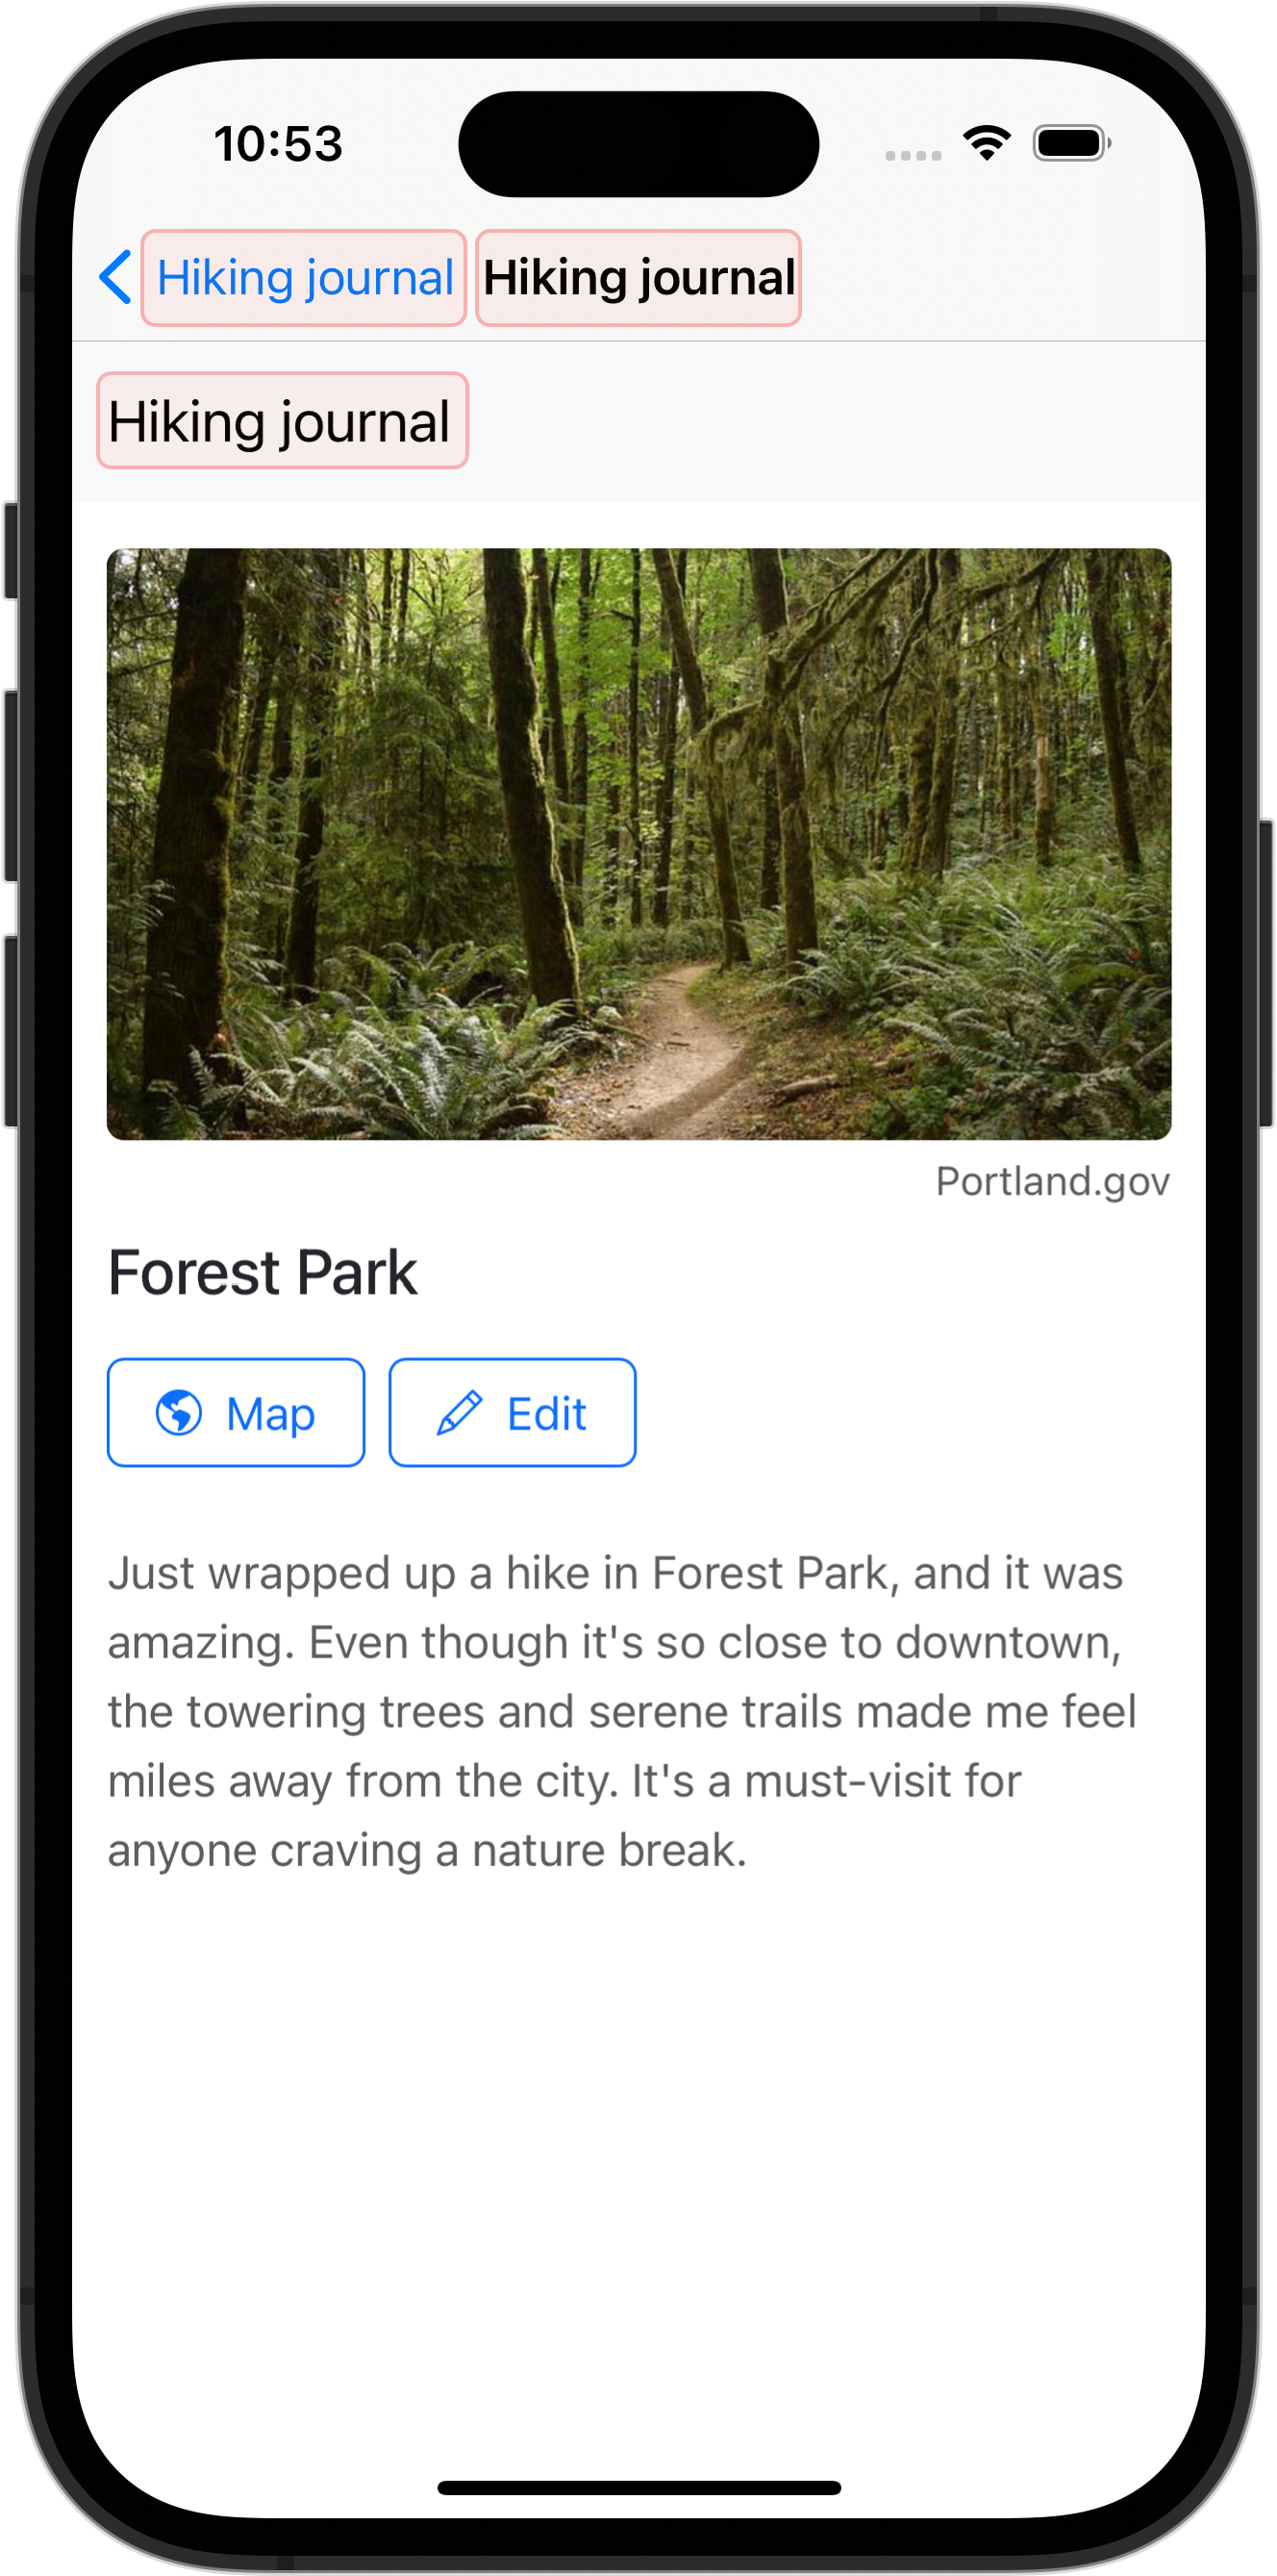 10:53
Hiking journal Hiking journal
Hiking journal
Portland.gov
Forest Park
Map Edit
Just wrapped up a hike in Forest Park, and it was
amazing. Even though it's so close to downtown,
the towering trees and serene trails made me feel
miles away from the city. It's a must-visit for
anyone craving a nature break.